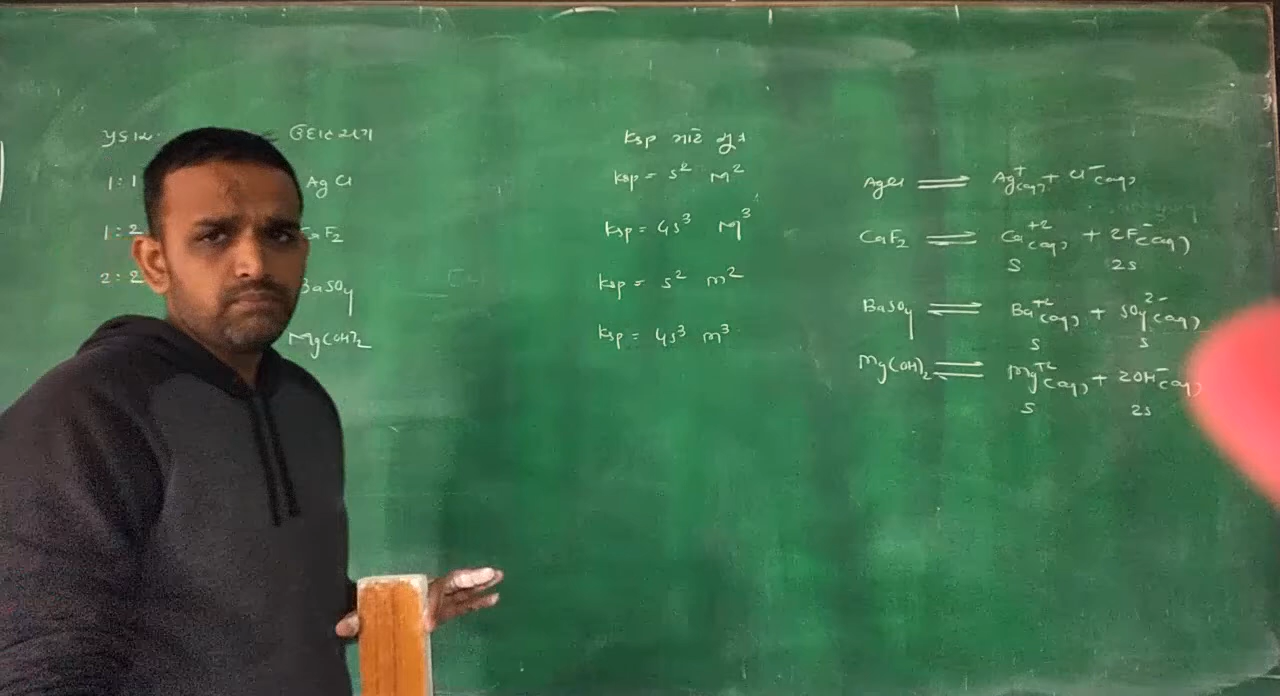 પ્રકાર ઉદાહરણ Ksp માટે સૂત્ર
1:1 AgCl Ksp = s² M² AgCl ⇌ Ag⁺(aq) + Cl⁻(aq)
1:2 CaF₂ Ksp = 4s³ M³ CaF₂ ⇌ Ca⁺²(aq) + 2F⁻(aq)
s 2s
2:2 BaSO₄ Ksp = s² m² BaSO₄ ⇌ Ba⁺²(aq) + SO₄²⁻(aq)
s s
Mg(OH)₂ Ksp = 4s³ m³ Mg(OH)₂ ⇌ Mg⁺²(aq) + 2OH⁻(aq)
s 2s